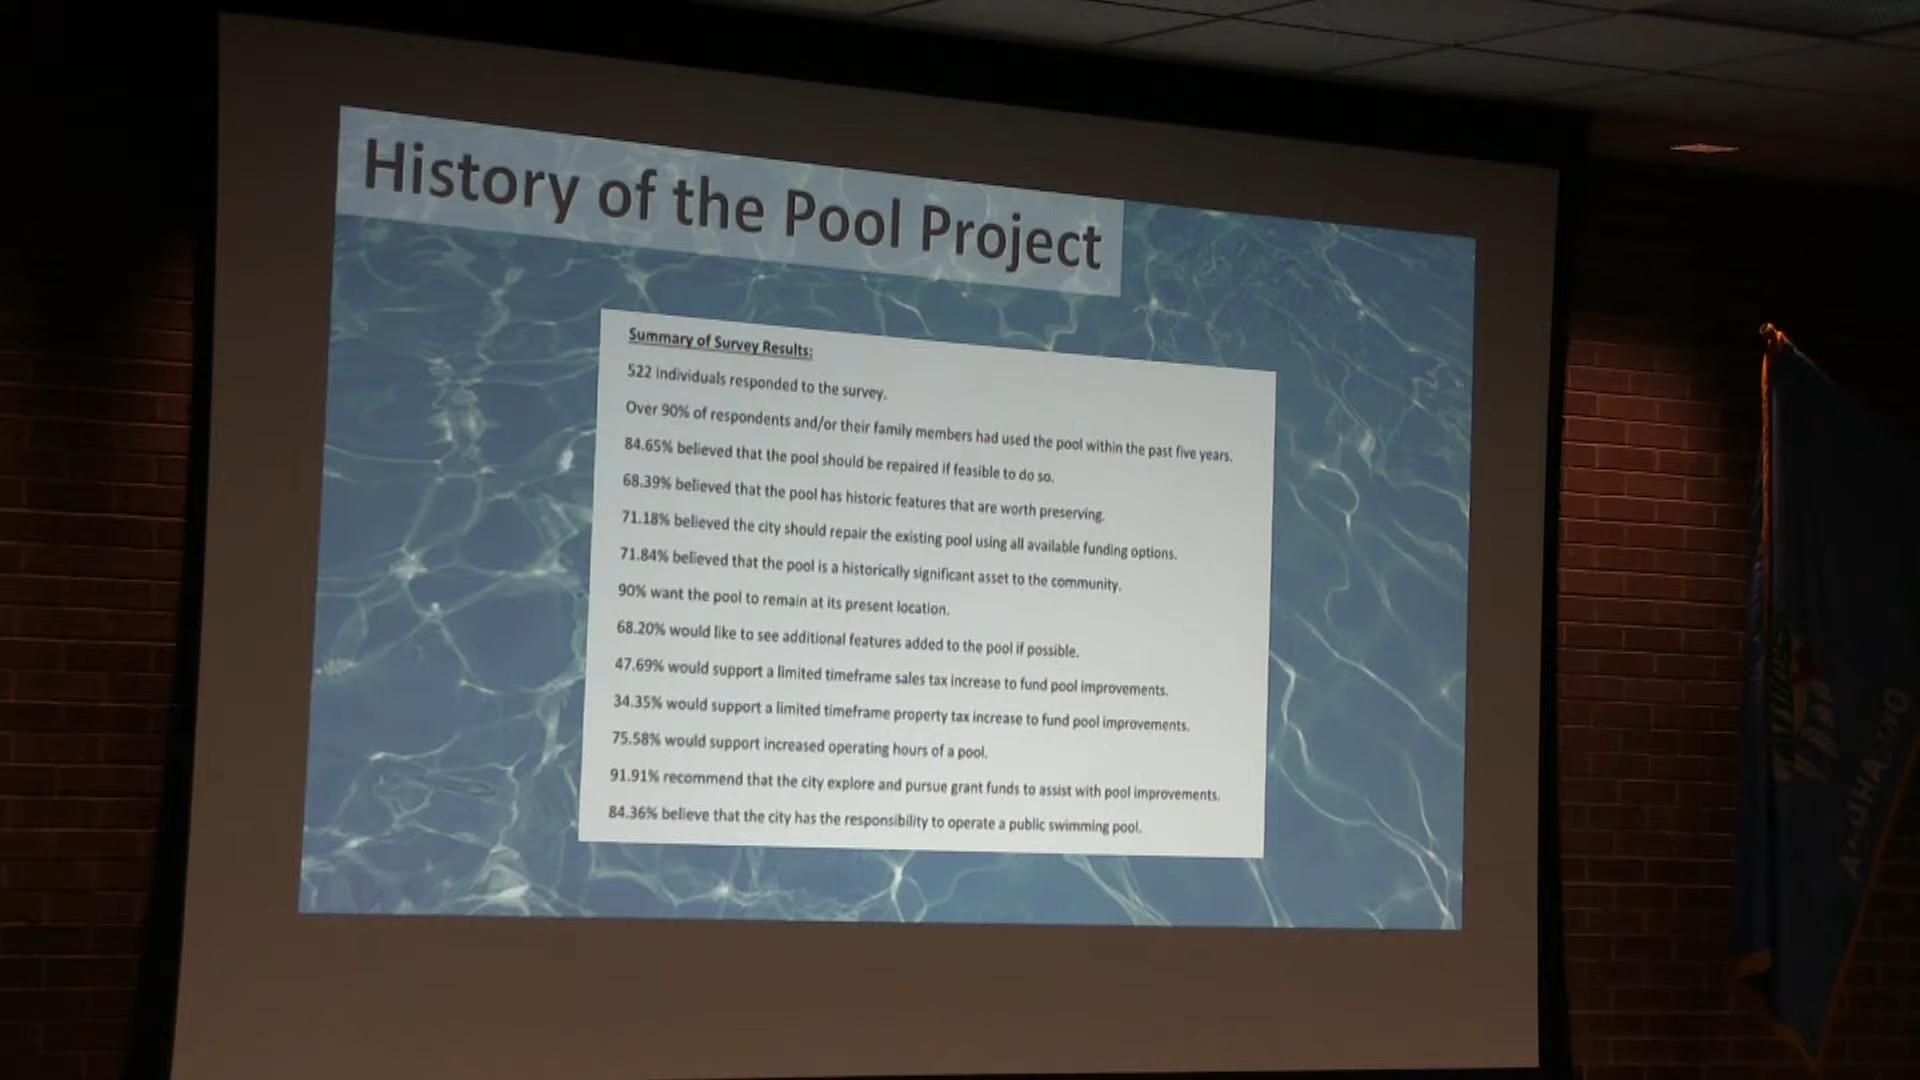 History of the Pool Project
Summary of Survey Results:
522 individuals responded to the survey.
Over 90% of respondents and/or their family members had used the pool within the past five years.
84.65% believed that the pool should be repaired if feasible to do so.
68.39% believed that the pool has historic features that are worth preserving.
71.18% believed the city should repair the existing pool using all available funding options.
71.84% believed that the pool is a historically significant asset to the community.
90% want the pool to remain at its present location.
68.20% would like to see additional features added to the pool if possible.
47.69% would support a limited timeframe sales tax increase to fund pool improvements.
34.35% would support a limited timeframe property tax increase to fund pool improvements.
75.58% would support increased operating hours of a pool.
91.91% recommend that the city explore and pursue grant funds to assist with pool improvements.
84.36% believe that the city has the responsibility to operate a public swimming pool.